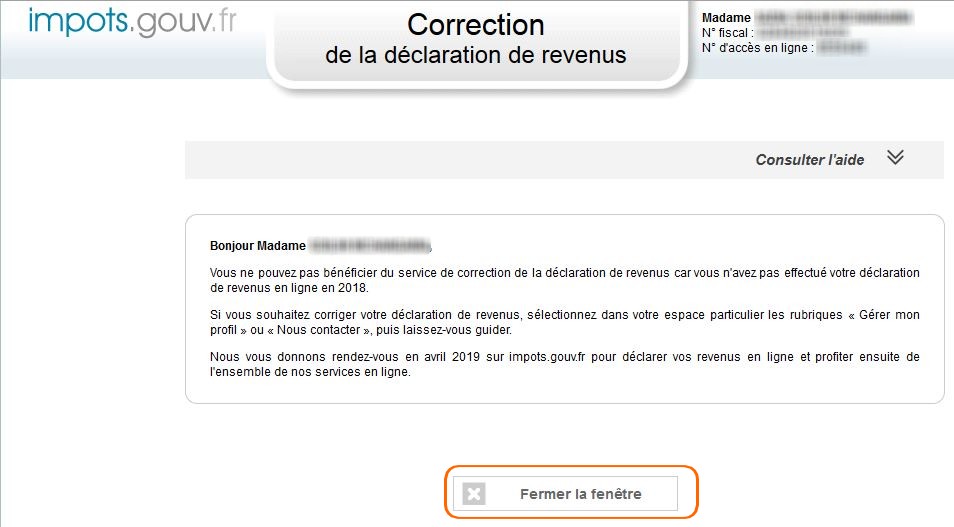 impots.gouv.fr
Correction
de la déclaration de revenus
Madame
N° fiscal :
N° d'accès en ligne :
Consulter l'aide
Bonjour Madame ,
Vous ne pouvez pas bénéficier du service de correction de la déclaration de revenus car vous n'avez pas effectué votre déclaration
de revenus en ligne en 2018.
Si vous souhaitez corriger votre déclaration de revenus, sélectionnez dans votre espace particulier les rubriques « Gérer mon
profil » ou « Nous contacter », puis laissez-vous guider.
Nous vous donnons rendez-vous en avril 2019 sur impots.gouv.fr pour déclarer vos revenus en ligne et profiter ensuite de
l'ensemble de nos services en ligne.
Fermer la fenêtre